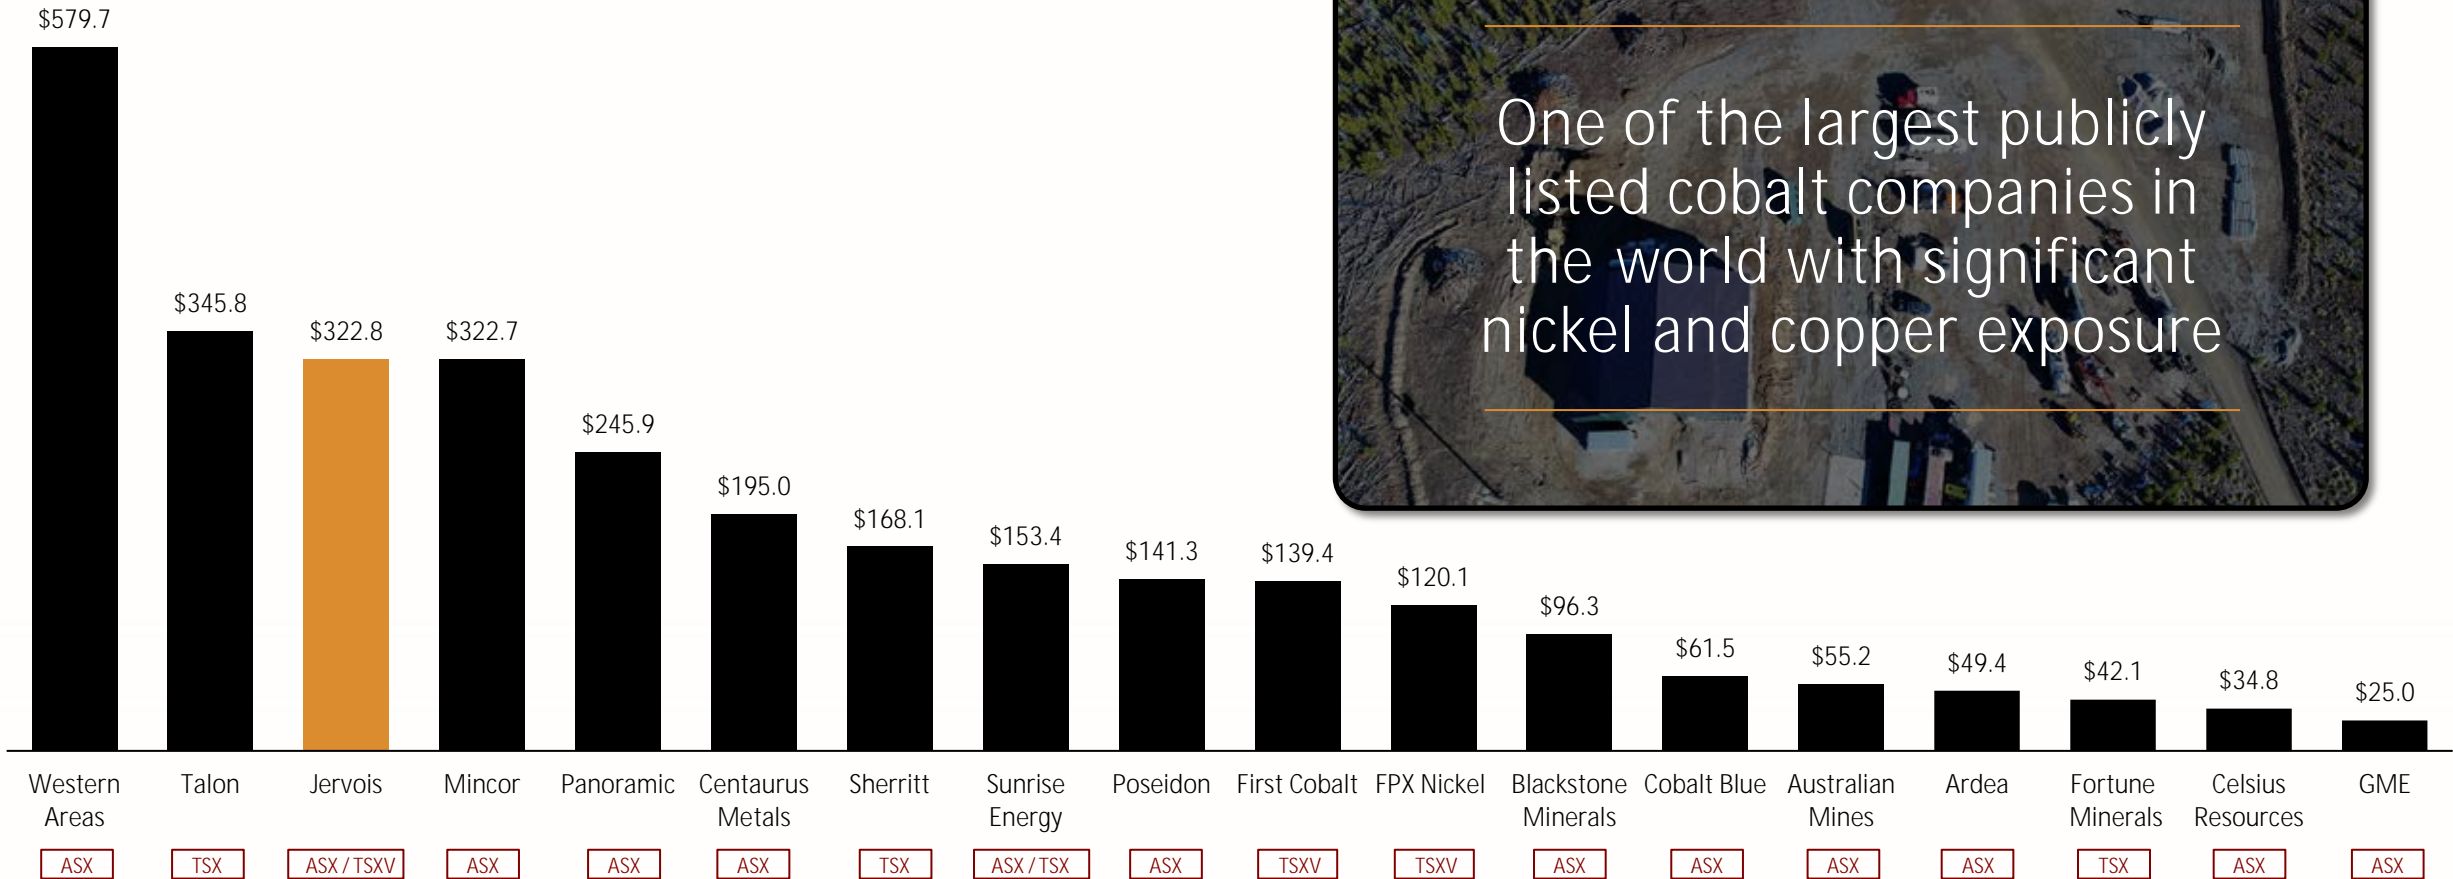 $579.7
$345.8
$322.8
$322.7
$245.9
$195.0
$168.1
$153.4
$141.3
$139.4
$120.1
$96.3
$61.5
$55.2
$49.4
$42.1
$34.8
$25.0
One of the largest publicly
listed cobalt companies in
the world with significant
nickel and copper exposure
Western
Areas
Talon
Jervois
Mincor
Panoramic
Centaurus
Metals
Sherritt
Sunrise
Energy
Poseidon
First Cobalt
FPX Nickel
Blackstone
Minerals
Cobalt Blue
Australian
Mines
Ardea
Fortune
Minerals
Celsius
Resources
GME
ASX
TSX
ASX / TSXV
ASX
ASX
ASX
TSX
ASX / TSX
ASX
TSXV
TSXV
ASX
ASX
ASX
ASX
TSX
ASX
ASX